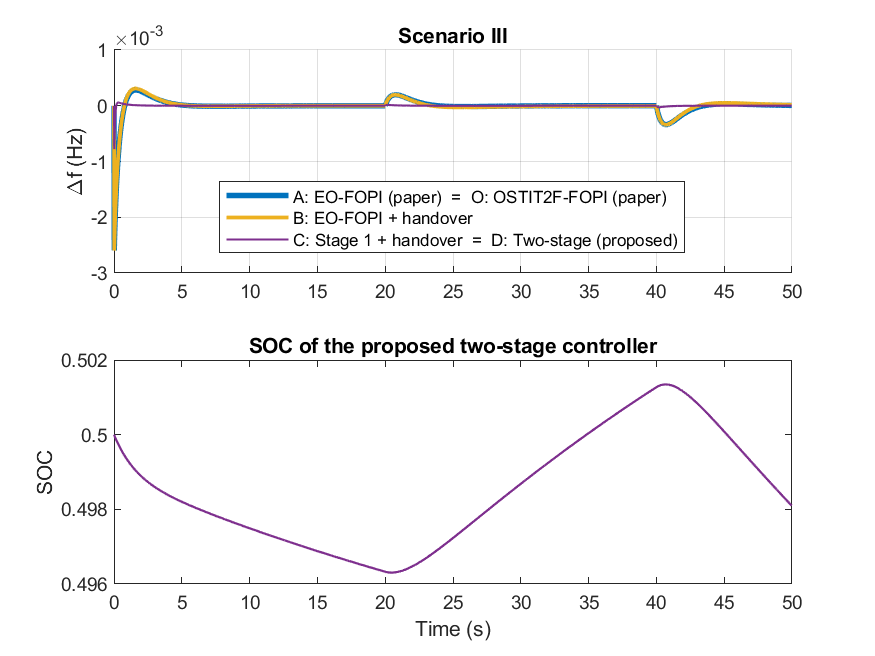 Scenario III
×10^-3
1
0
-1
-2
-3
Δf (Hz)
A: EO-FOPI (paper) = O: OSTIT2F-FOPI (paper)
B: EO-FOPI + handover
C: Stage 1 + handover = D: Two-stage (proposed)
0 5 10 15 20 25 30 35 40 45 50
SOC of the proposed two-stage controller
0.502
0.5
0.498
0.496
SOC
0 5 10 15 20 25 30 35 40 45 50
Time (s)